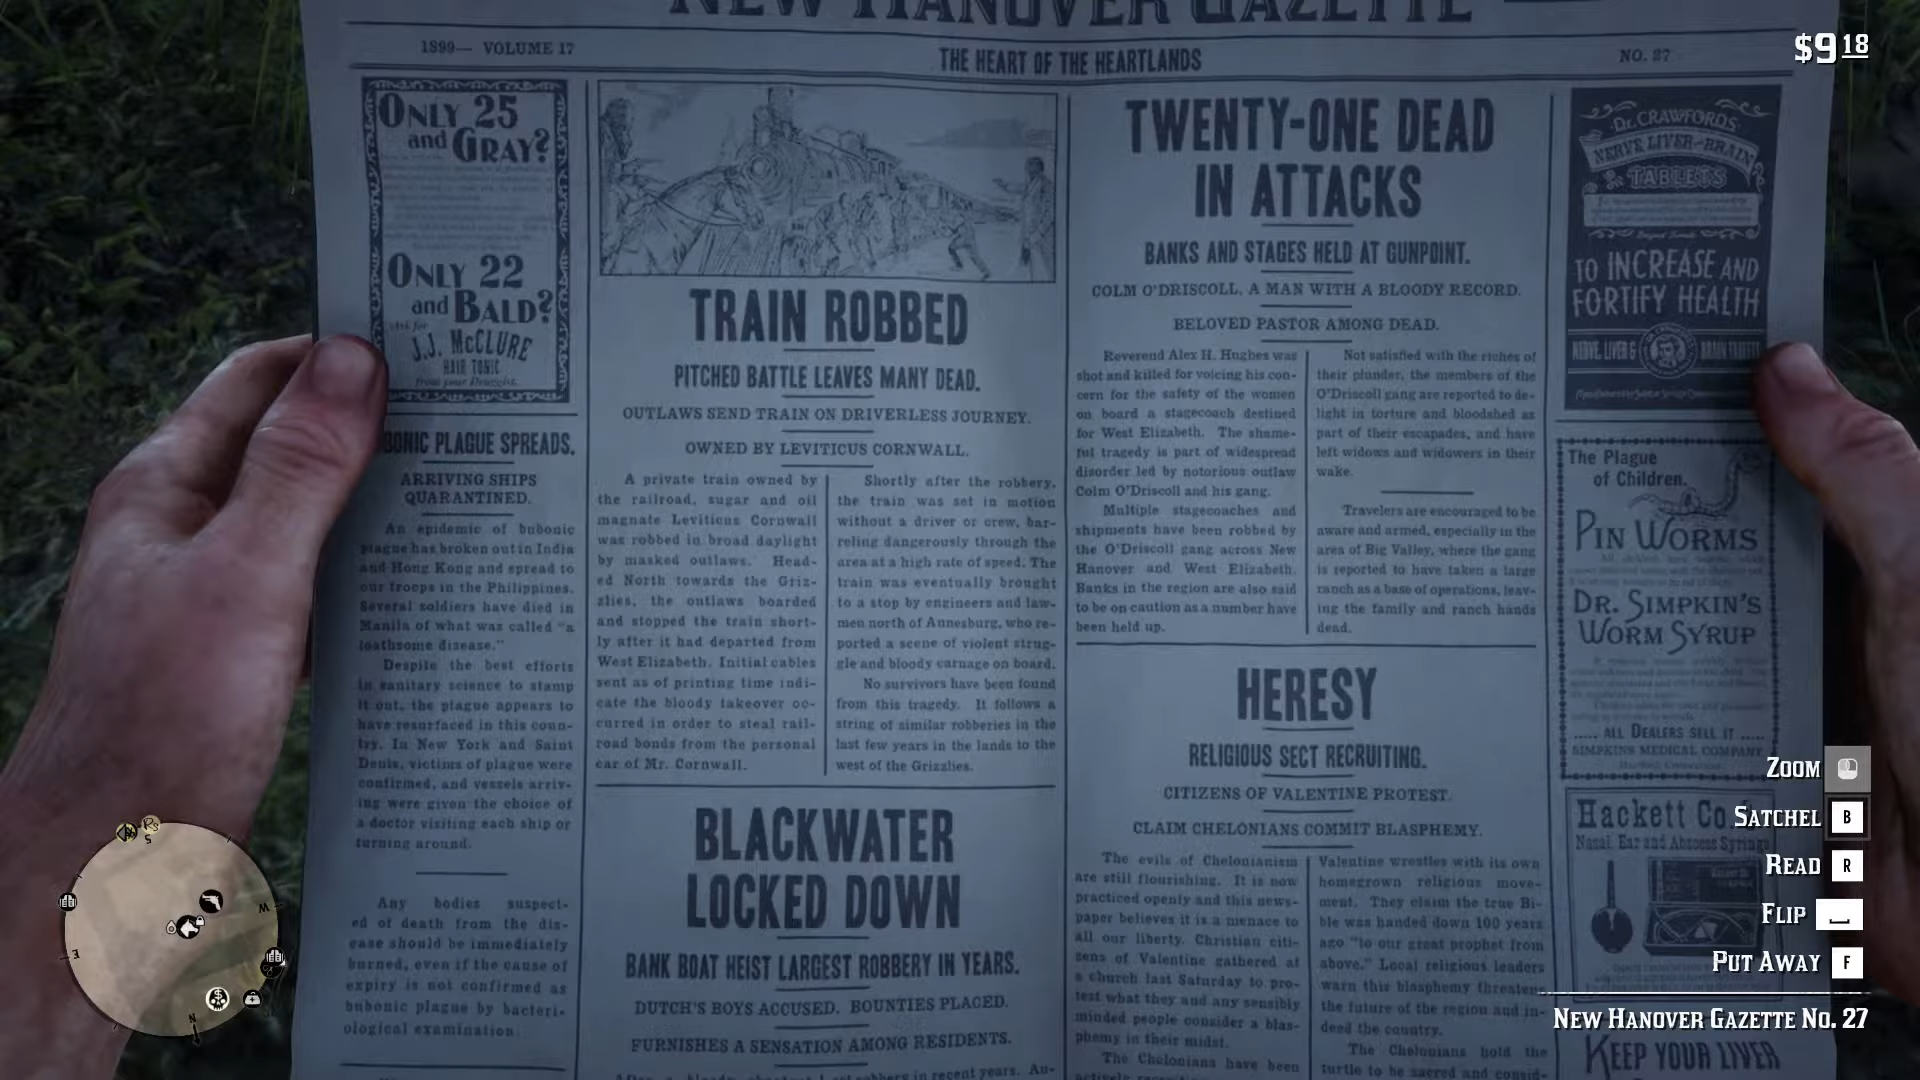 NEW HANOVER GAZETTE
1899— VOLUME 17
THE HEART OF THE HEARTLANDS
NO. 27
$9 18
ONLY 25
and GRAY?
ONLY 22
and BALD?
ask for
J.J. McCLURE
HAIR TONIC
from your Druggist.
BONIC PLAGUE SPREADS.
ARRIVING SHIPS
QUARANTINED.
An epidemic of bubonic
plague has broken out in India
and Hong Kong and spread to
our troops in the Philippines.
Several soldiers have died in
Manila of what was called "a
loathsome disease."
Despite the best efforts
in sanitary science to stamp
it out, the plague appears to
have resurfaced in this coun-
try. In New York and Saint
Denis, victims of plague were
confirmed, and vessels arriv-
ing were given the choice of
a doctor visiting each ship or
turning around.
Any bodies suspect-
ed of death from the dis-
ease should be immediately
burned, even if the cause of
expiry is not confirmed as
bubonic plague by bacteri-
ological examination.
TRAIN ROBBED
PITCHED BATTLE LEAVES MANY DEAD.
OUTLAWS SEND TRAIN ON DRIVERLESS JOURNEY.
OWNED BY LEVITICUS CORNWALL.
A private train owned by
the railroad, sugar and oil
magnate Leviticus Cornwall
was robbed in broad daylight
by masked outlaws. Head-
ed North towards the Griz-
zlies, the outlaws boarded
and stopped the train short-
ly after it had departed from
West Elizabeth. Initial cables
sent as of printing time indi-
cate the bloody takeover oc-
curred in order to steal rail-
road bonds from the personal
car of Mr. Cornwall.
Shortly after the robbery,
the train was set in motion
without a driver or crew, bar-
reling dangerously through the
area at a high rate of speed. The
train was eventually brought
to a stop by engineers and law-
men north of Annesburg, who re-
ported a scene of violent strug-
gle and bloody carnage on board.
No survivors have been found
from this tragedy. It follows a
string of similar robberies in the
last few years in the lands to the
west of the Grizzlies.
BLACKWATER
LOCKED DOWN
BANK BOAT HEIST LARGEST ROBBERY IN YEARS.
DUTCH'S BOYS ACCUSED. BOUNTIES PLACED.
FURNISHES A SENSATION AMONG RESIDENTS.
robbery in recent years. Au-
TWENTY-ONE DEAD
IN ATTACKS
BANKS AND STAGES HELD AT GUNPOINT.
COLM O'DRISCOLL, A MAN WITH A BLOODY RECORD.
BELOVED PASTOR AMONG DEAD.
Reverend Alex H. Hughes was
shot and killed for voicing his con-
cern for the safety of the women
on board a stagecoach destined
for West Elizabeth. The shame-
ful tragedy is part of widespread
disorder led by notorious outlaw
Colm O'Driscoll and his gang.
Multiple stagecoaches and
shipments have been robbed by
the O'Driscoll gang across New
Hanover and West Elizabeth.
Banks in the region are also said
to be on caution as a number have
been held up.
Not satisfied with the riches of
their plunder, the members of the
O'Driscoll gang are reported to de-
light in torture and bloodshed as
part of their escapades, and have
left widows and widowers in their
wake.
Travelers are encouraged to be
aware and armed, especially in the
area of Big Valley, where the gang
is reported to have taken a large
ranch as a base of operations, leav-
ing the family and ranch hands
dead.
HERESY
RELIGIOUS SECT RECRUITING.
CITIZENS OF VALENTINE PROTEST.
CLAIM CHELONIANS COMMIT BLASPHEMY.
The evils of Chelonianism
are still flourishing. It is now
practiced openly and this news-
paper believes it is a menace to
all our liberty. Christian citi-
zens of Valentine gathered at
a church last Saturday to pro-
test what they and any sensibly
minded people consider a blas-
phemy in their midst.
The Chelonians have been
Valentine wrestles with its own
homegrown religious move-
ment. They claim the true Bi-
ble was handed down 100 years
ago "to our great prophet from
above." Local religious leaders
warn this blasphemy threatens
the future of the region and in-
deed the country.
The Chelonians hold the
turtle to be sacred and consid-
Dr. CRAWFORDS
NERVE LIVER AND BRAIN
TABLETS
TO INCREASE AND
FORTIFY HEALTH
NERVE, LIVER & BRAIN TABLETS
The Plague
of Children.
PIN WORMS
DR. SIMPKIN'S
WORM SYRUP
ALL DEALERS SELL IT
SIMPKINS MEDICAL COMPANY
Hackett Co.
Nasal, Ear and Abscess Syringe
KEEP YOUR LIVER
ZOOM
SATCHEL B
READ R
FLIP
PUT AWAY F
NEW HANOVER GAZETTE NO. 27
E
S
W
N